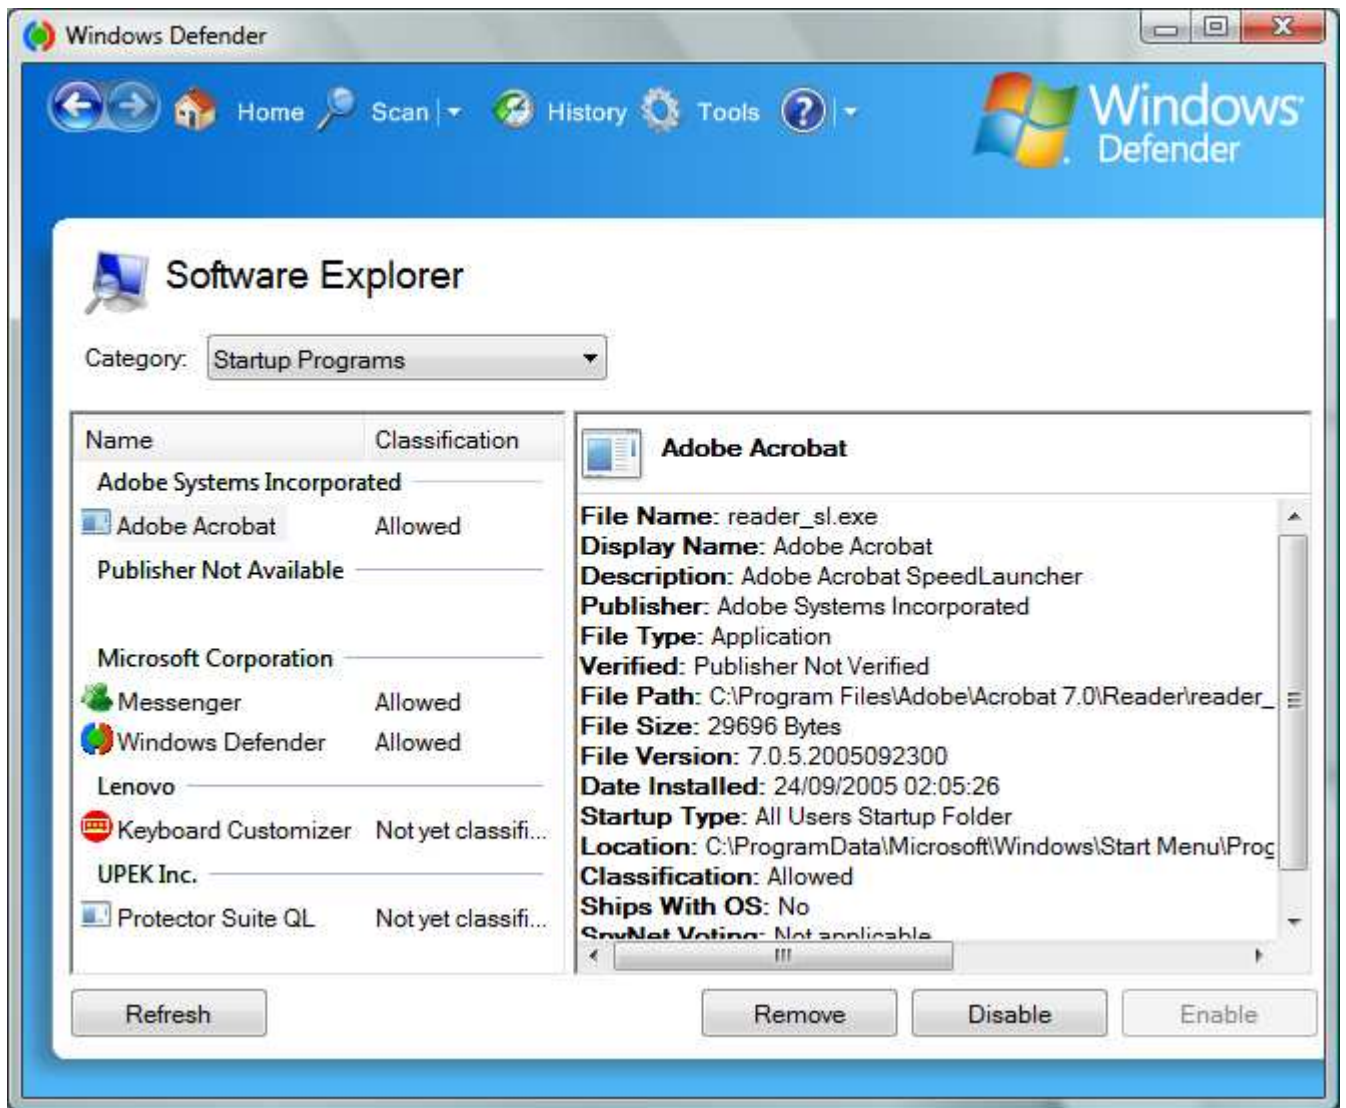 Windows Defender
Home Scan History Tools
Windows
Defender
Software Explorer
Category: Startup Programs
Name Classification
Adobe Systems Incorporated
Adobe Acrobat Allowed
Publisher Not Available
Microsoft Corporation
Messenger Allowed
Windows Defender Allowed
Lenovo
Keyboard Customizer Not yet classifi...
UPEK Inc.
Protector Suite QL Not yet classifi...
Adobe Acrobat
File Name: reader_sl.exe
Display Name: Adobe Acrobat
Description: Adobe Acrobat SpeedLauncher
Publisher: Adobe Systems Incorporated
File Type: Application
Verified: Publisher Not Verified
File Path: C:\Program Files\Adobe\Acrobat 7.0\Reader\reader_
File Size: 29696 Bytes
File Version: 7.0.5.2005092300
Date Installed: 24/09/2005 02:05:26
Startup Type: All Users Startup Folder
Location: C:\ProgramData\Microsoft\Windows\Start Menu\Prog
Classification: Allowed
Ships With OS: No
SpyNet Voting: Not applicable
Refresh Remove Disable Enable